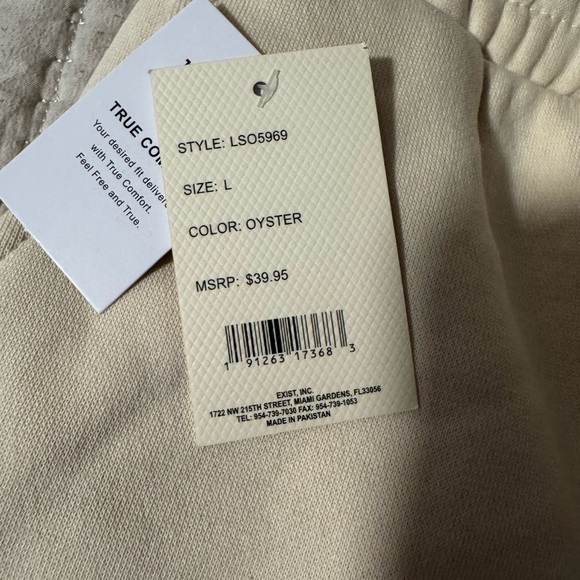 TRUE
Your desired fit
with True Comfort.
Feel Free and True.
STYLE: LSO5969
SIZE: L
COLOR: OYSTER
MSRP: $39.95
1 91263 17368 3
EXIST, INC.
1722 NW 215TH STREET, MIAMI GARDENS, FL33056
TEL: 954-739-7030 FAX: 954-739-1053
MADE IN PAKISTAN